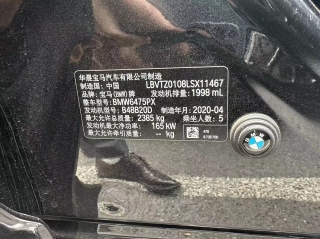 华晨宝马汽车有限公司制造
制造国:中国 LBVTZ0108LSX11467
品牌:宝马(BMW)牌 发动机排量:1998 mL
整车型号:BMW6475PX
发动机型号:B48B20D 制造年月:2020-04
最大净功率:165 kW 乘坐人数:5
最大允许总质量:2385 kg
BMW